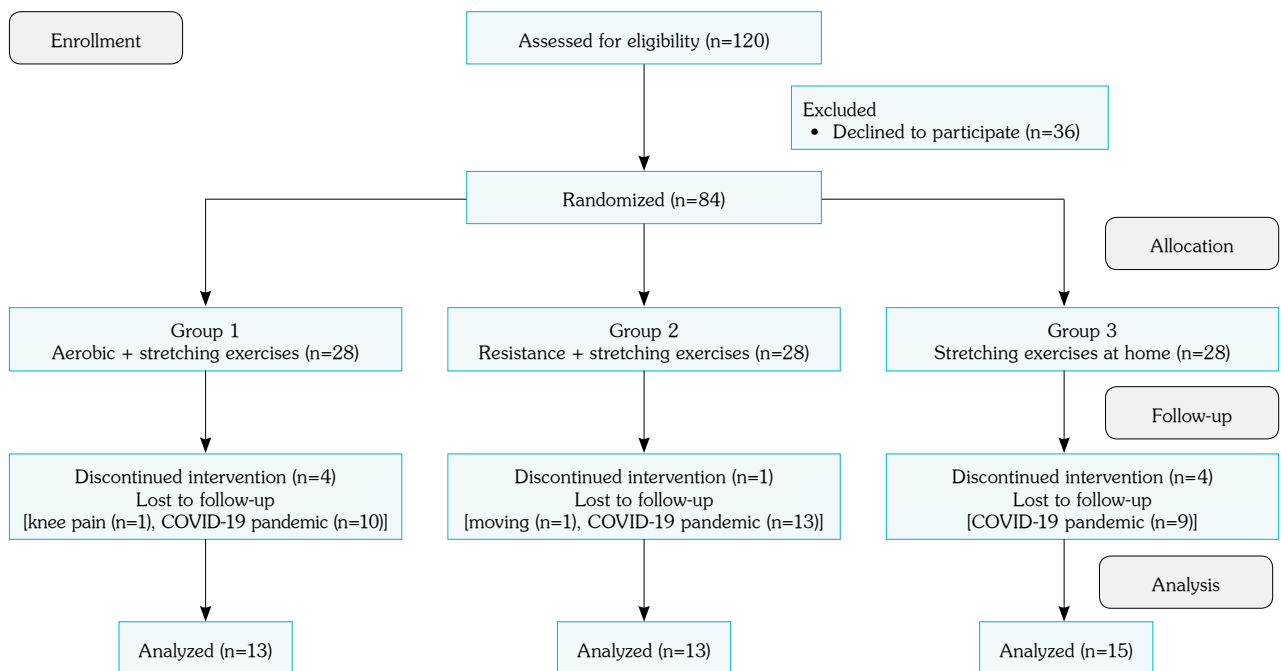 Enrollment
Assessed for eligibility (n=120)
Excluded
• Declined to participate (n=36)
Randomized (n=84)
Allocation
Group 1
Aerobic + stretching exercises (n=28)
Group 2
Resistance + stretching exercises (n=28)
Group 3
Stretching exercises at home (n=28)
Follow-up
Discontinued intervention (n=4)
Lost to follow-up
[knee pain (n=1), COVID-19 pandemic (n=10)]
Discontinued intervention (n=1)
Lost to follow-up
[moving (n=1), COVID-19 pandemic (n=13)]
Discontinued intervention (n=4)
Lost to follow-up
[COVID-19 pandemic (n=9)]
Analysis
Analyzed (n=13)
Analyzed (n=13)
Analyzed (n=15)